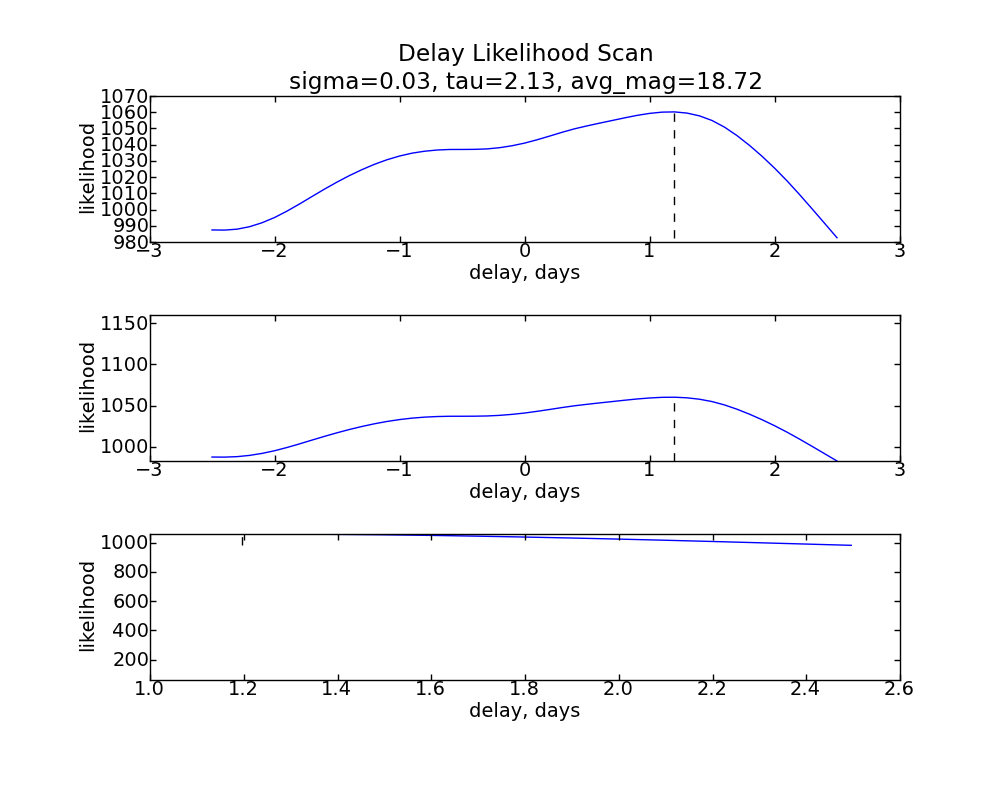 Delay Likelihood Scan
sigma=0.03, tau=2.13, avg_mag=18.72
1070
1060
1050
1040
1030
1020
1010
1000
990
980
likelihood
−3 −2 −1 0 1 2 3
delay, days
1150
1100
1050
1000
likelihood
−3 −2 −1 0 1 2 3
delay, days
1000
800
600
400
200
likelihood
1.0 1.2 1.4 1.6 1.8 2.0 2.2 2.4 2.6
delay, days